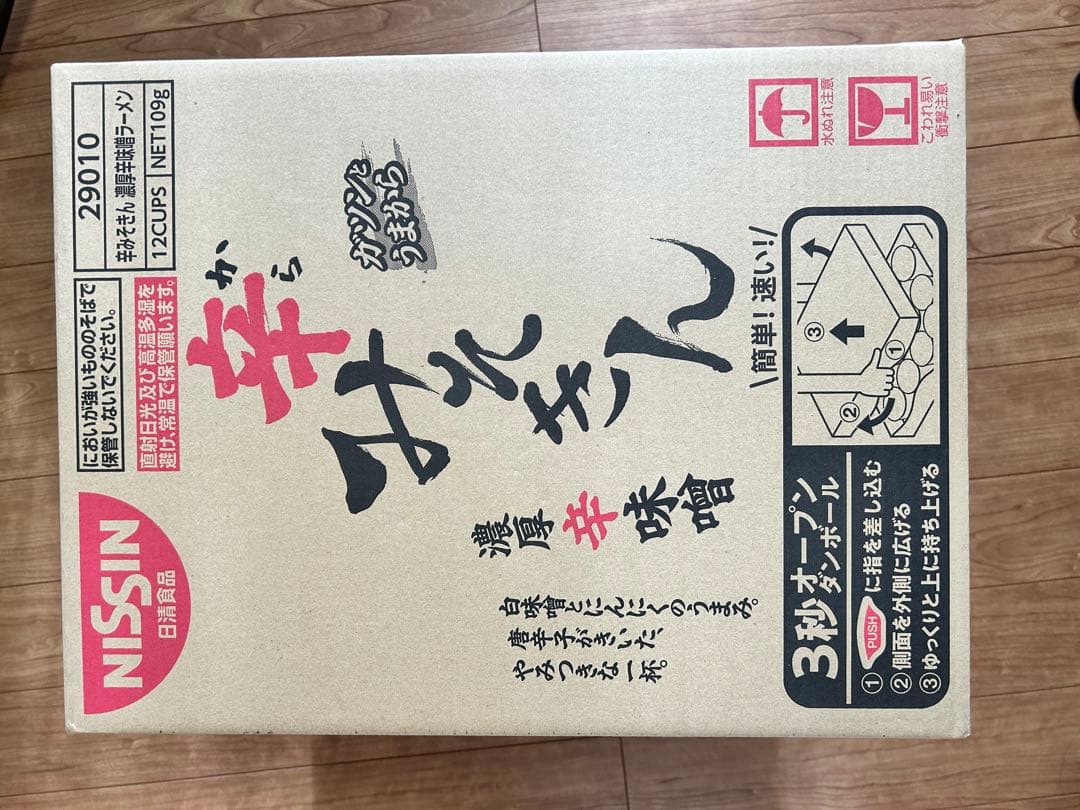 NISSIN
日清食品
においが強いもののそばで
保管しないでください。
直射日光及び高温多湿を
避け、常温で保管願います。
29010
辛みそきん 濃厚辛味噌ラーメン
12CUPS
NET109g
から
辛
みそきん
ガツンと
うまから
濃厚
辛
味噌
白味噌とにんにくのうまみ。
唐辛子がきいた、
やみつきな一杯。
水ぬれ注意
こわれ易い
衝撃注意
\簡単!速い!/
①
②
③
3秒オープン
ダンボール
① PUSH に指を差し込む
② 側面を外側に広げる
③ ゆっくりと上に持ち上げる